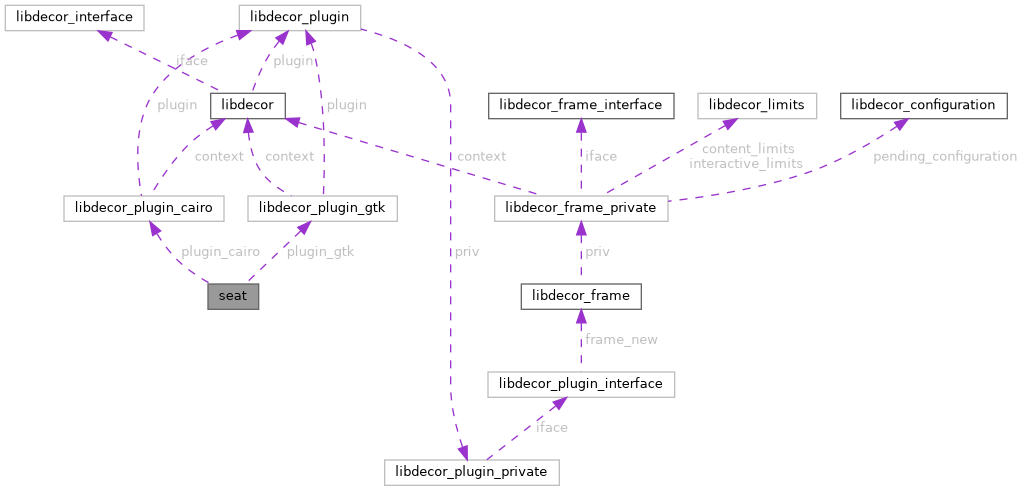 libdecor_interface
libdecor_plugin
iface
plugin
plugin
libdecor
plugin
libdecor_frame_interface
libdecor_limits
libdecor_configuration
context
context
context
iface
content_limits
interactive_limits
pending_configuration
libdecor_plugin_cairo
libdecor_plugin_gtk
libdecor_frame_private
plugin_cairo
plugin_gtk
priv
priv
seat
libdecor_frame
frame_new
libdecor_plugin_interface
iface
libdecor_plugin_private